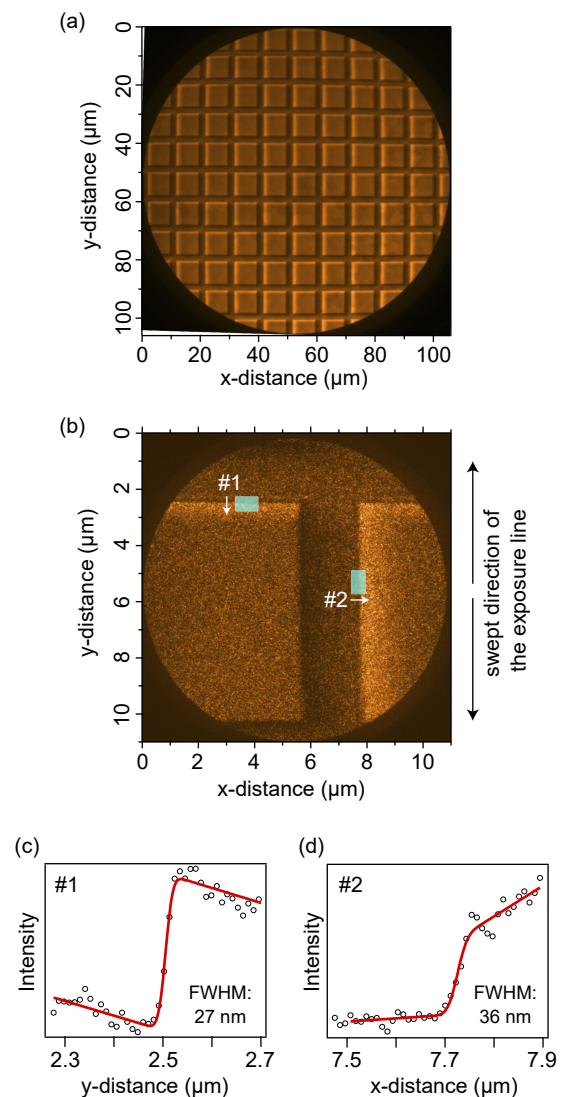 (a)
0
20
40
60
80
100
y-distance (µm)
0 20 40 60 80 100
x-distance (µm)
(b)
0
2
4
6
8
10
y-distance (µm)
#1
#2
0 2 4 6 8 10
x-distance (µm)
swept direction of
the exposure line
(c)
#1
Intensity
FWHM:
27 nm
2.3 2.5 2.7
y-distance (µm)
(d)
#2
Intensity
FWHM:
36 nm
7.5 7.7 7.9
x-distance (µm)